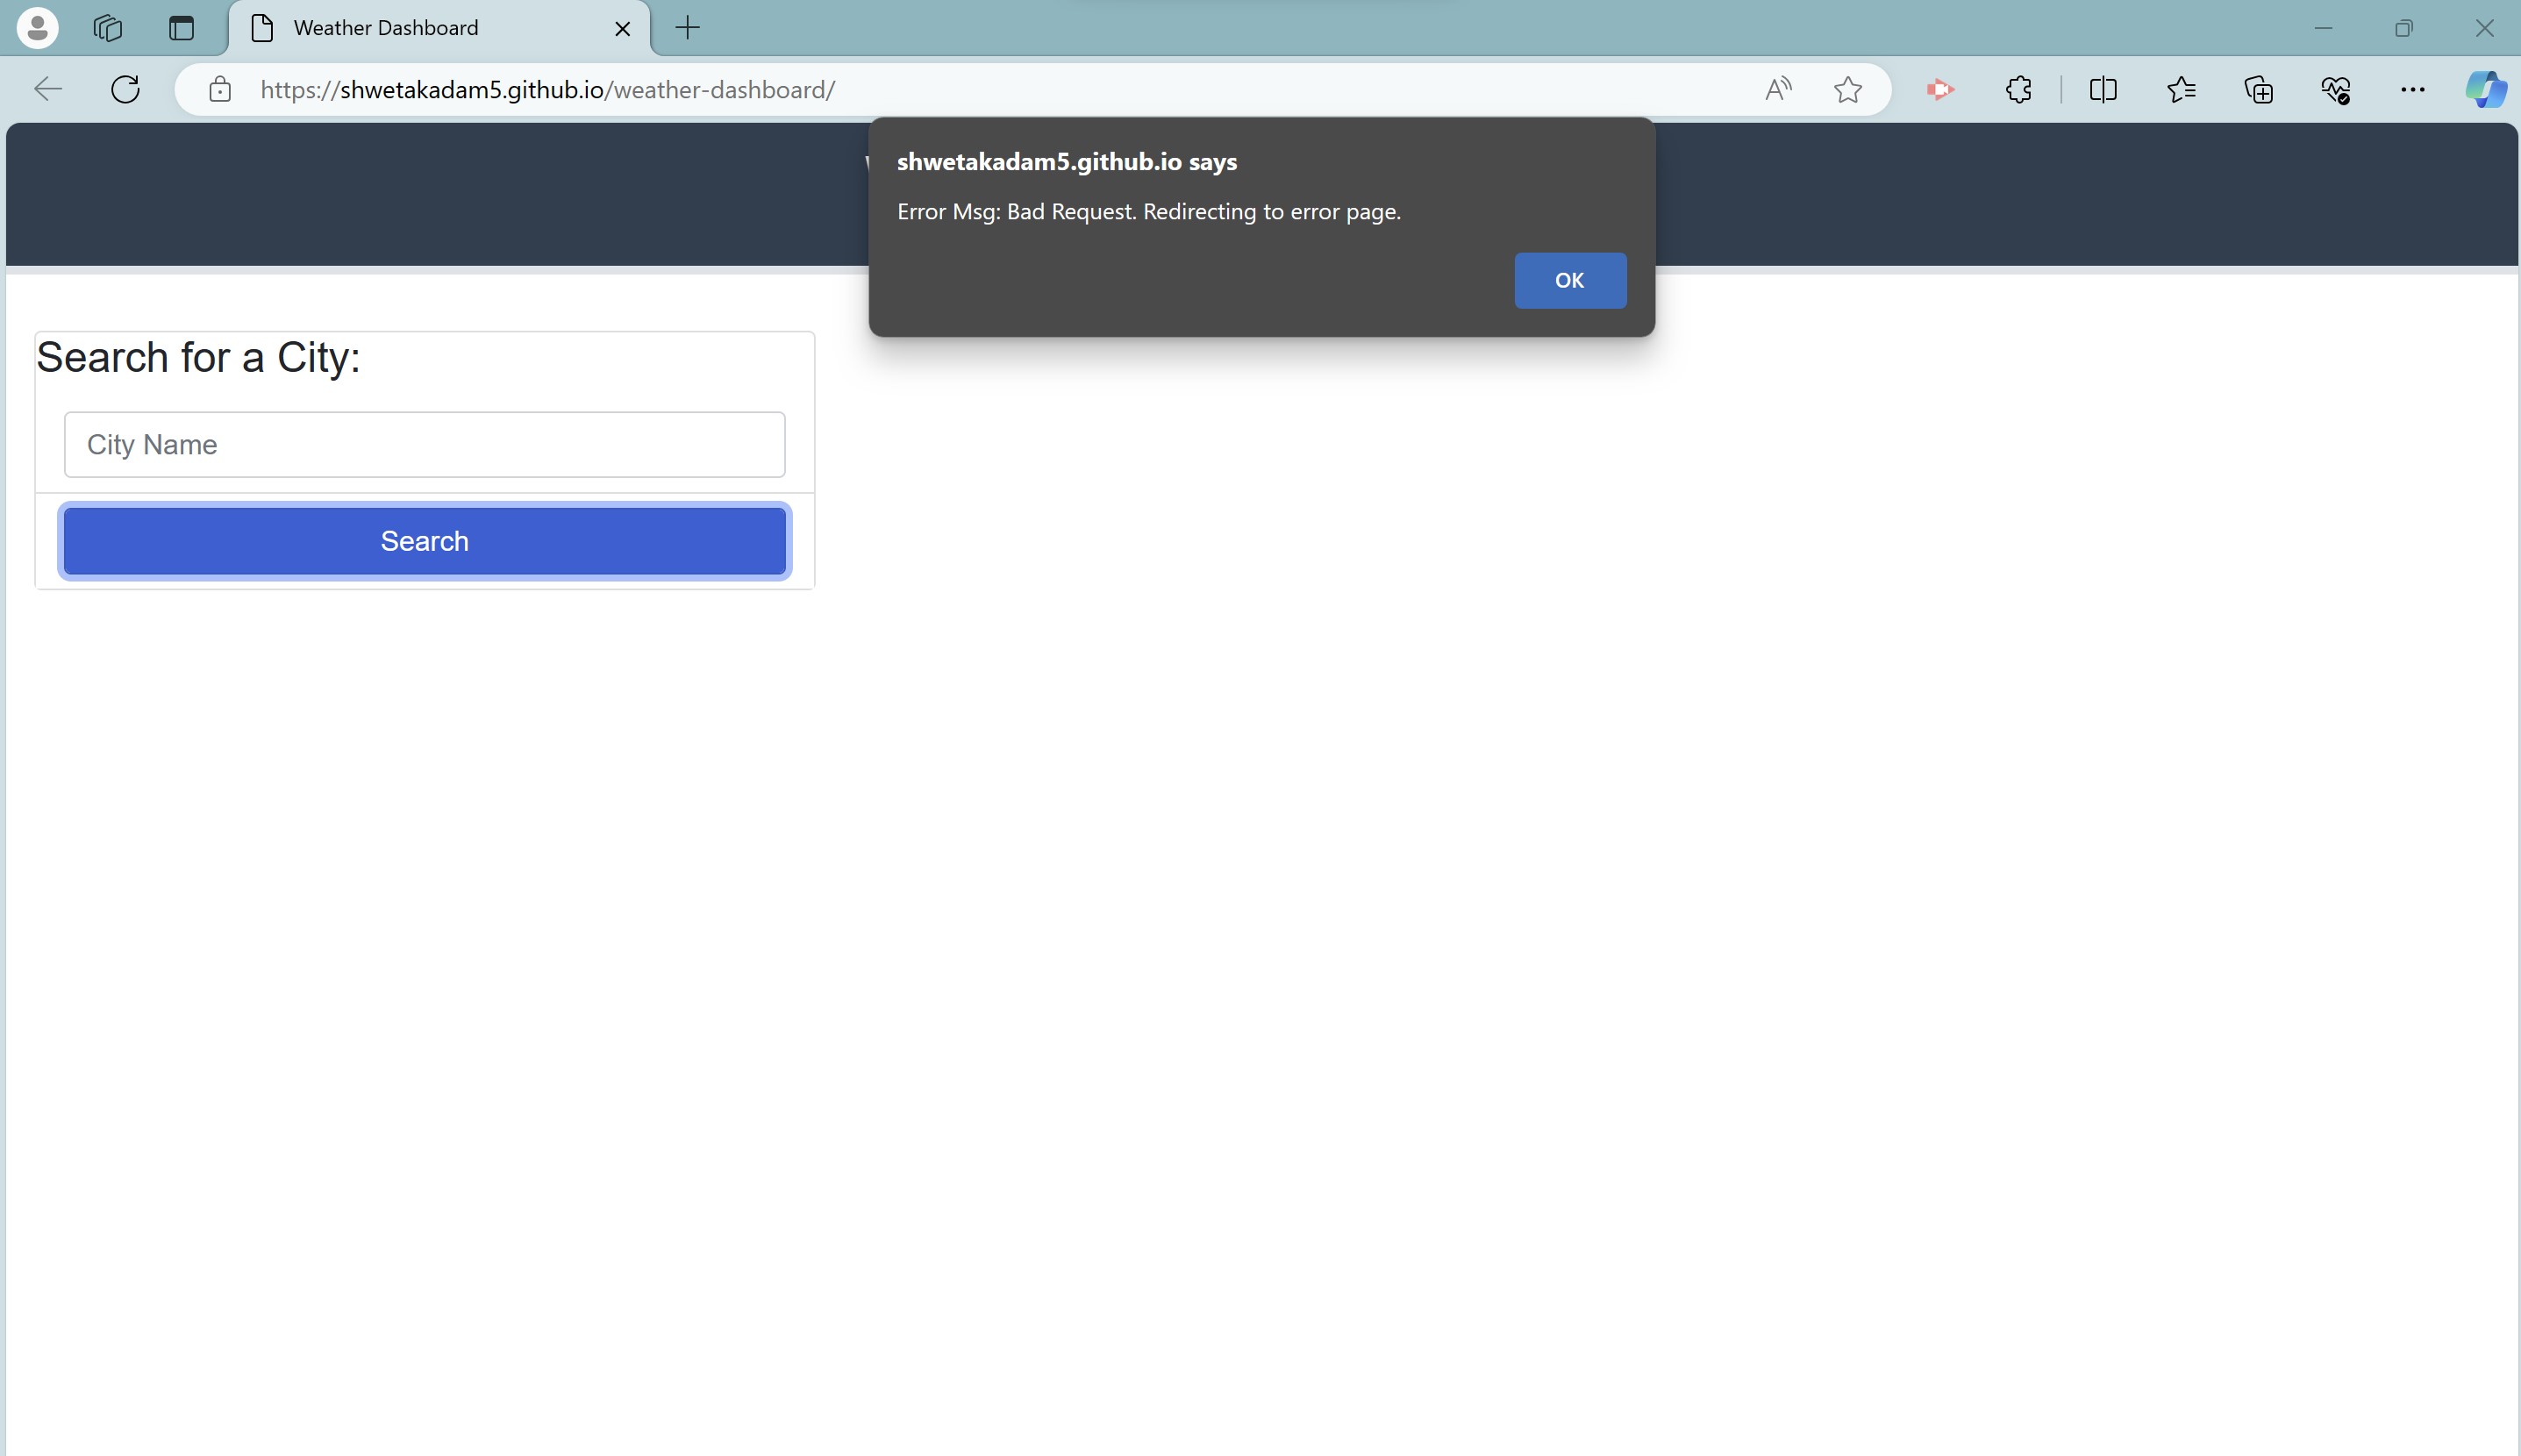 Weather Dashboard
https://shwetakadam5.github.io/weather-dashboard/
shwetakadam5.github.io says
Error Msg: Bad Request. Redirecting to error page.
OK
Search for a City:
City Name
Search